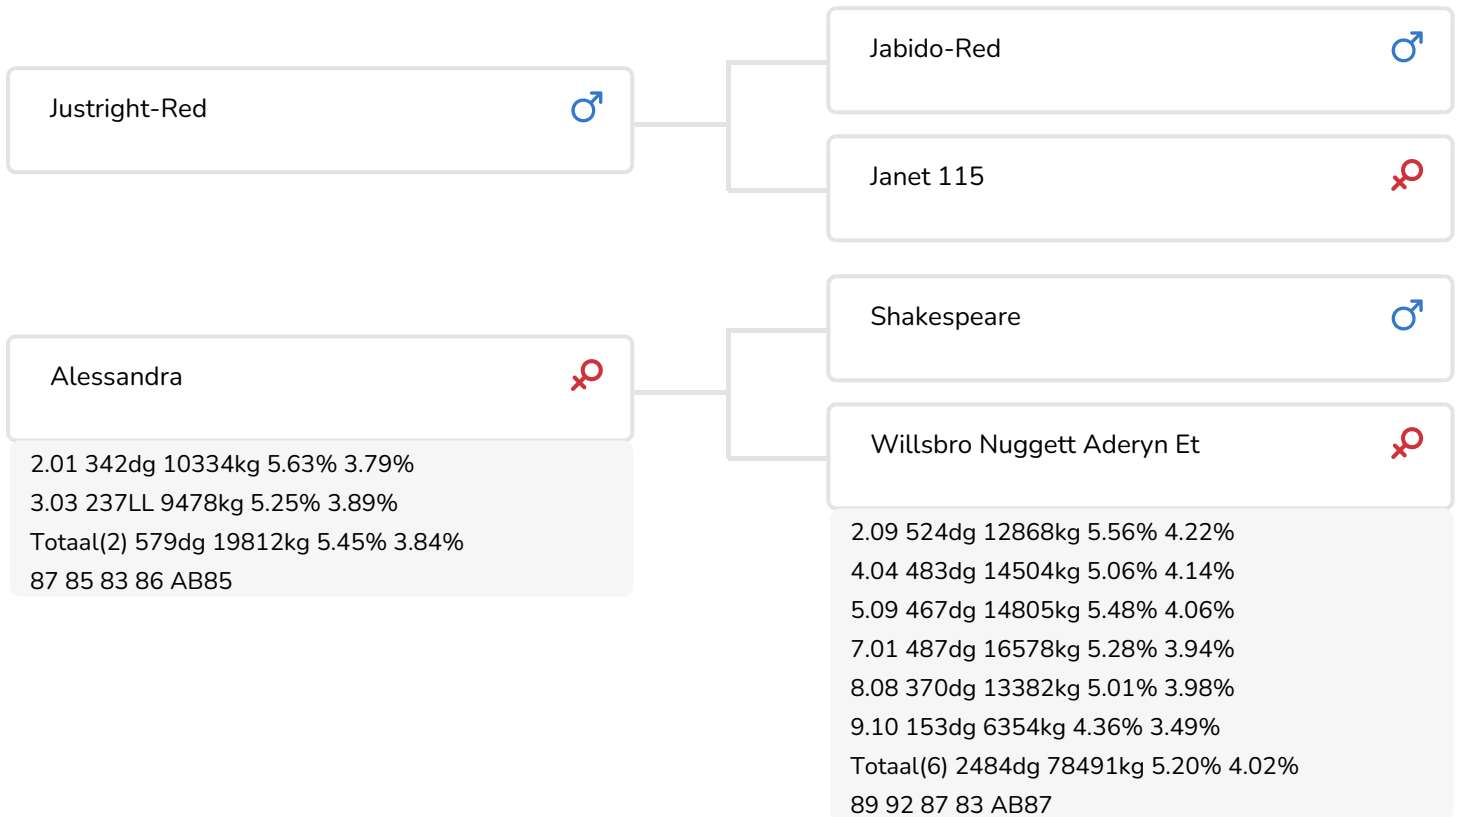 Justright-Red
Jabido-Red
Janet 115
Alessandra
2.01 342dg 10334kg 5.63% 3.79%
3.03 237LL 9478kg 5.25% 3.89%
Totaal(2) 579dg 19812kg 5.45% 3.84%
87 85 83 86 AB85
Shakespeare
Willsbro Nuggett Aderyn Et
2.09 524dg 12868kg 5.56% 4.22%
4.04 483dg 14504kg 5.06% 4.14%
5.09 467dg 14805kg 5.48% 4.06%
7.01 487dg 16578kg 5.28% 3.94%
8.08 370dg 13382kg 5.01% 3.98%
9.10 153dg 6354kg 4.36% 3.49%
Totaal(6) 2484dg 78491kg 5.20% 4.02%
89 92 87 83 AB87